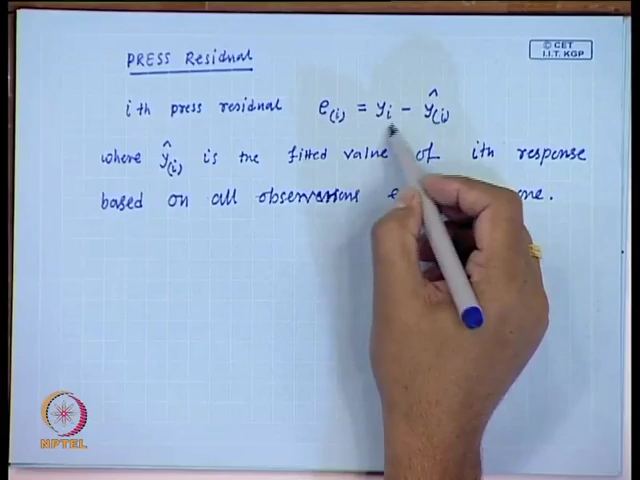 © CET
I.I.T. KGP
PRESS Residual
ith press residual e(i) = yi - ŷ(i)
where ŷ(i) is the fitted value of ith response
based on all observations one.
NPTEL